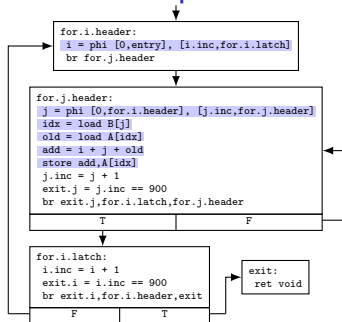 for.i.header:
i = phi [0,entry], [i.inc,for.i.latch]
br for.j.header
for.j.header:
j = phi [0,for.i.header], [j.inc,for.j.header]
idx = load B[j]
old = load A[idx]
add = i + j + old
store add,A[idx]
j.inc = j + 1
exit.j = j.inc == 900
br exit.j,for.i.latch,for.j.header
T F
for.i.latch:
i.inc = i + 1
exit.i = i.inc == 900
br exit.i,for.i.header,exit
F T
exit:
ret void